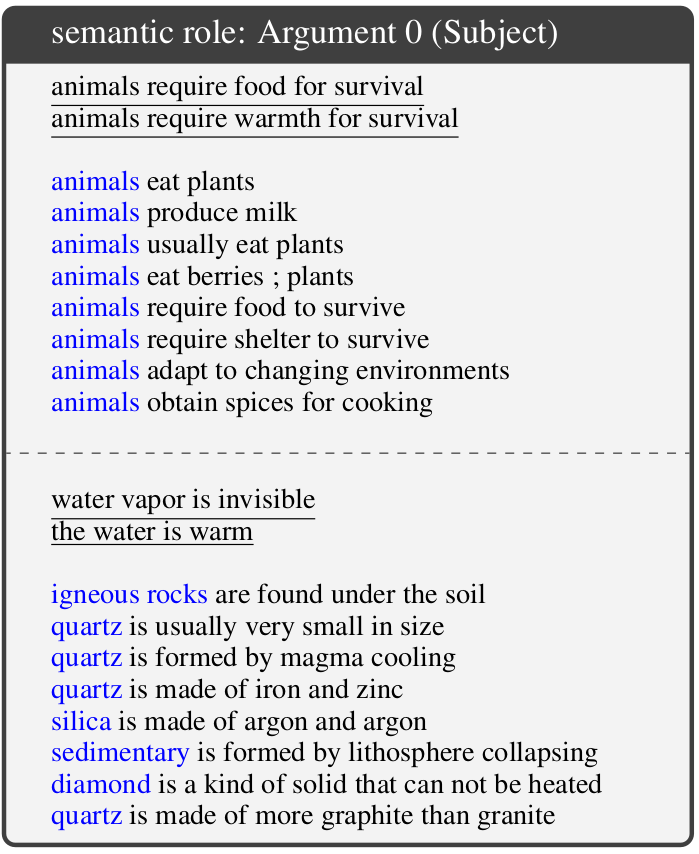 semantic role: Argument 0 (Subject)
animals require food for survival
animals require warmth for survival
animals eat plants
animals produce milk
animals usually eat plants
animals eat berries ; plants
animals require food to survive
animals require shelter to survive
animals adapt to changing environments
animals obtain spices for cooking
water vapor is invisible
the water is warm
igneous rocks are found under the soil
quartz is usually very small in size
quartz is formed by magma cooling
quartz is made of iron and zinc
silica is made of argon and argon
sedimentary is formed by lithosphere collapsing
diamond is a kind of solid that can not be heated
quartz is made of more graphite than granite